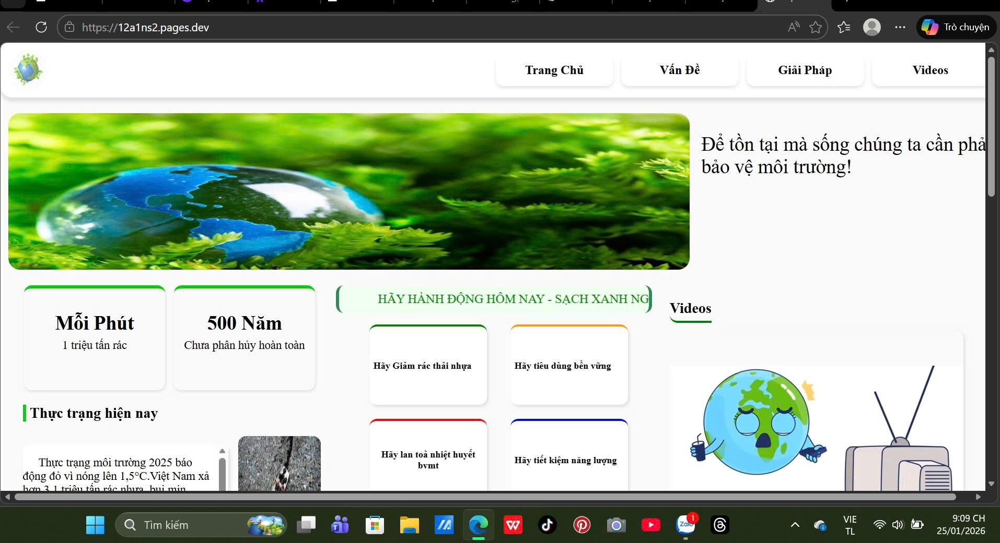 https://12a1ns2.pages.dev
Trò chuyện
Trang Chủ
Vấn Đề
Giải Pháp
Videos
Để tồn tại mà sống chúng ta cần phả
bảo vệ môi trường!
Mỗi Phút
1 triệu tấn rác
500 Năm
Chưa phân hủy hoàn toàn
HÃY HÀNH ĐỘNG HÔM NAY - SẠCH XANH NG
Hãy Giảm rác thải nhựa
Hãy tiêu dùng bền vững
Hãy lan toả nhiệt huyết
bvmt
Hãy tiết kiệm năng lượng
Videos
Thực trạng hiện nay
Thực trạng môi trường 2025 báo
động đỏ vì nóng lên 1,5°C.Việt Nam xả
hơn 3,1 triệu tấn rác nhựa, bụi mịn
Tìm kiếm
Zalo
1
VIE
TL
9:09 CH
25/01/2026